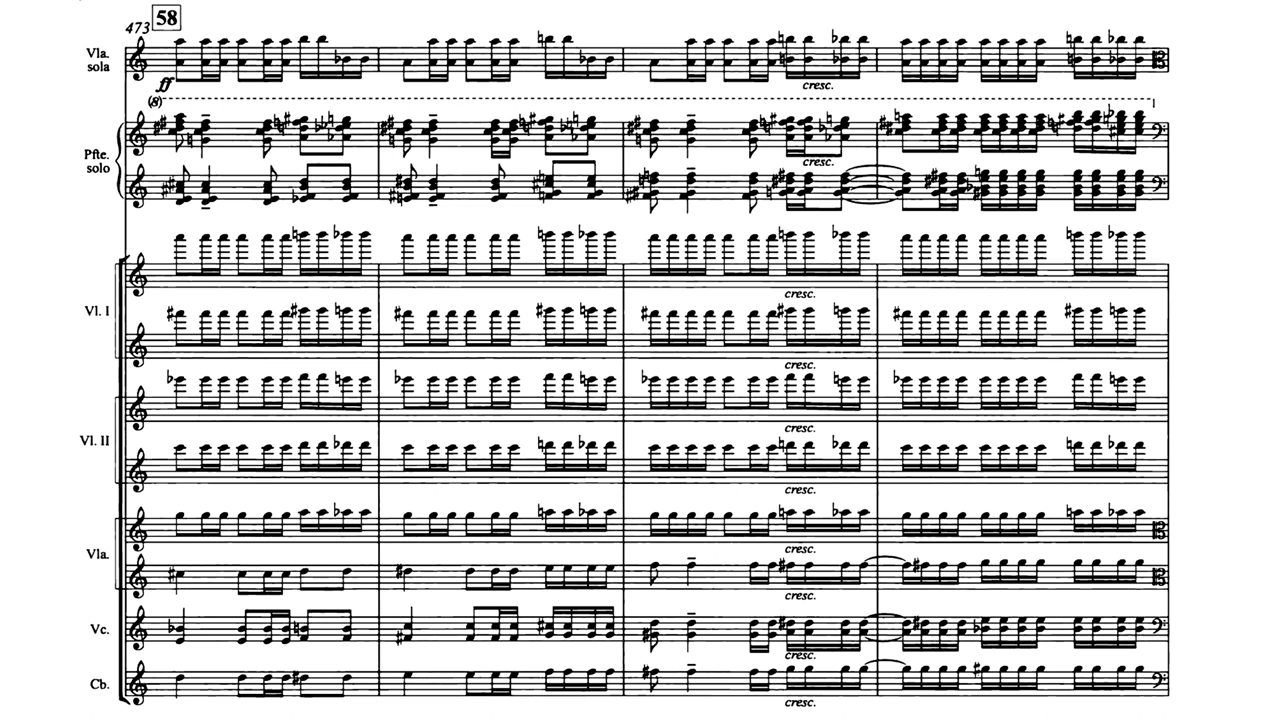 473 58
Vla.
sola
ff
cresc.
(8)
Pfte.
solo
cresc.
Vl. I
cresc.
cresc.
Vl. II
cresc.
cresc.
Vla.
cresc.
cresc.
Vc.
cresc.
Cb.
cresc.